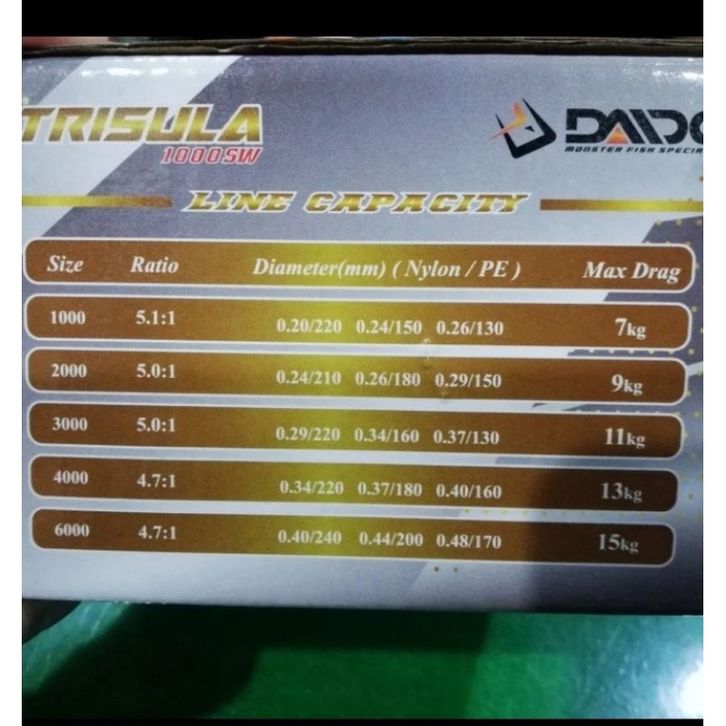 TRISULA
1000SW
DAIDO
MONSTER FISH SPECIA
LINE CAPACITY
Size Ratio Diameter(mm) ( Nylon / PE ) Max Drag
1000 5.1:1 0.20/220 0.24/150 0.26/130 7kg
2000 5.0:1 0.24/210 0.26/180 0.29/150 9kg
3000 5.0:1 0.29/220 0.34/160 0.37/130 11kg
4000 4.7:1 0.34/220 0.37/180 0.40/160 13kg
6000 4.7:1 0.40/240 0.44/200 0.48/170 15kg